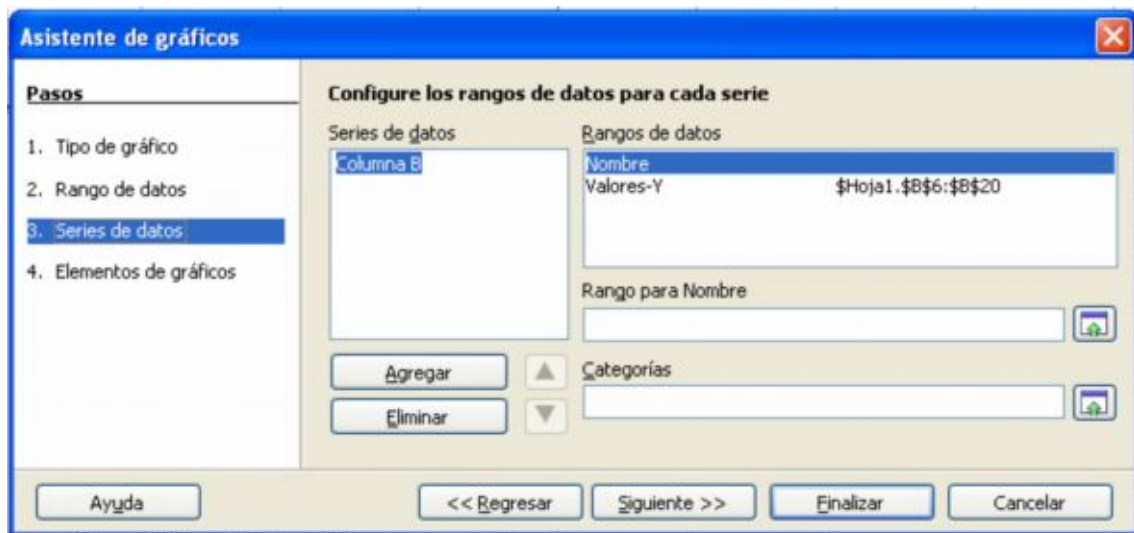 Asistente de gráficos
Pasos
1. Tipo de gráfico
2. Rango de datos
3. Series de datos
4. Elementos de gráficos
Configure los rangos de datos para cada serie
Series de datos
Columna B
Agregar
Eliminar
Rangos de datos
Nombre
Valores-Y $Hoja1.$B$6:$B$20
Rango para Nombre
Categorías
Ayuda
<< Regresar
Siguiente >>
Finalizar
Cancelar